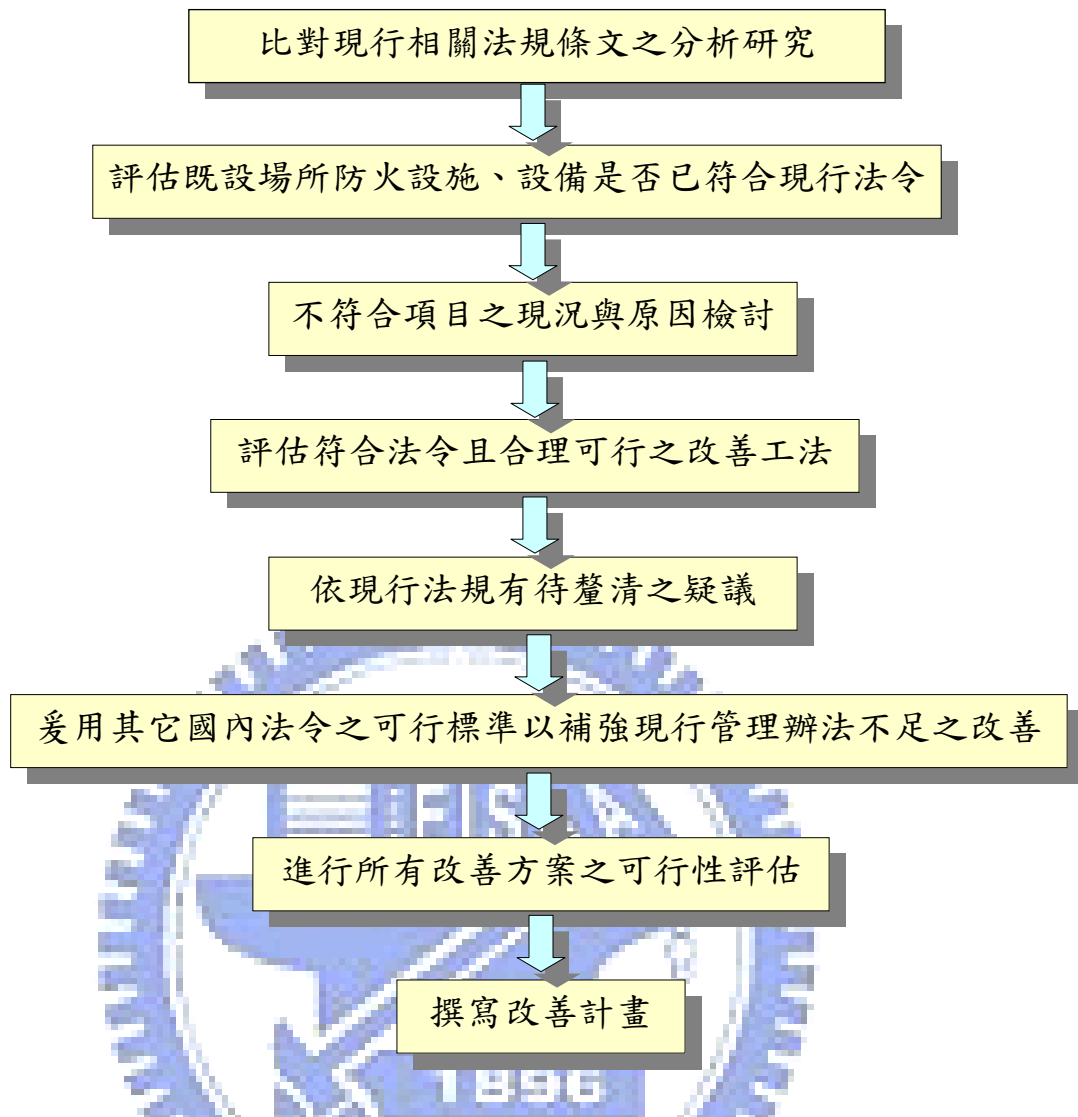 比對現行相關法規條文之分析研究
評估既設場所防火設施、設備是否已符合現行法令
不符合項目之現況與原因檢討
評估符合法令且合理可行之改善工法
依現行法規有待釐清之疑議
爰用其它國內法令之可行標準以補強現行管理辦法不足之改善
進行所有改善方案之可行性評估
撰寫改善計畫
1896